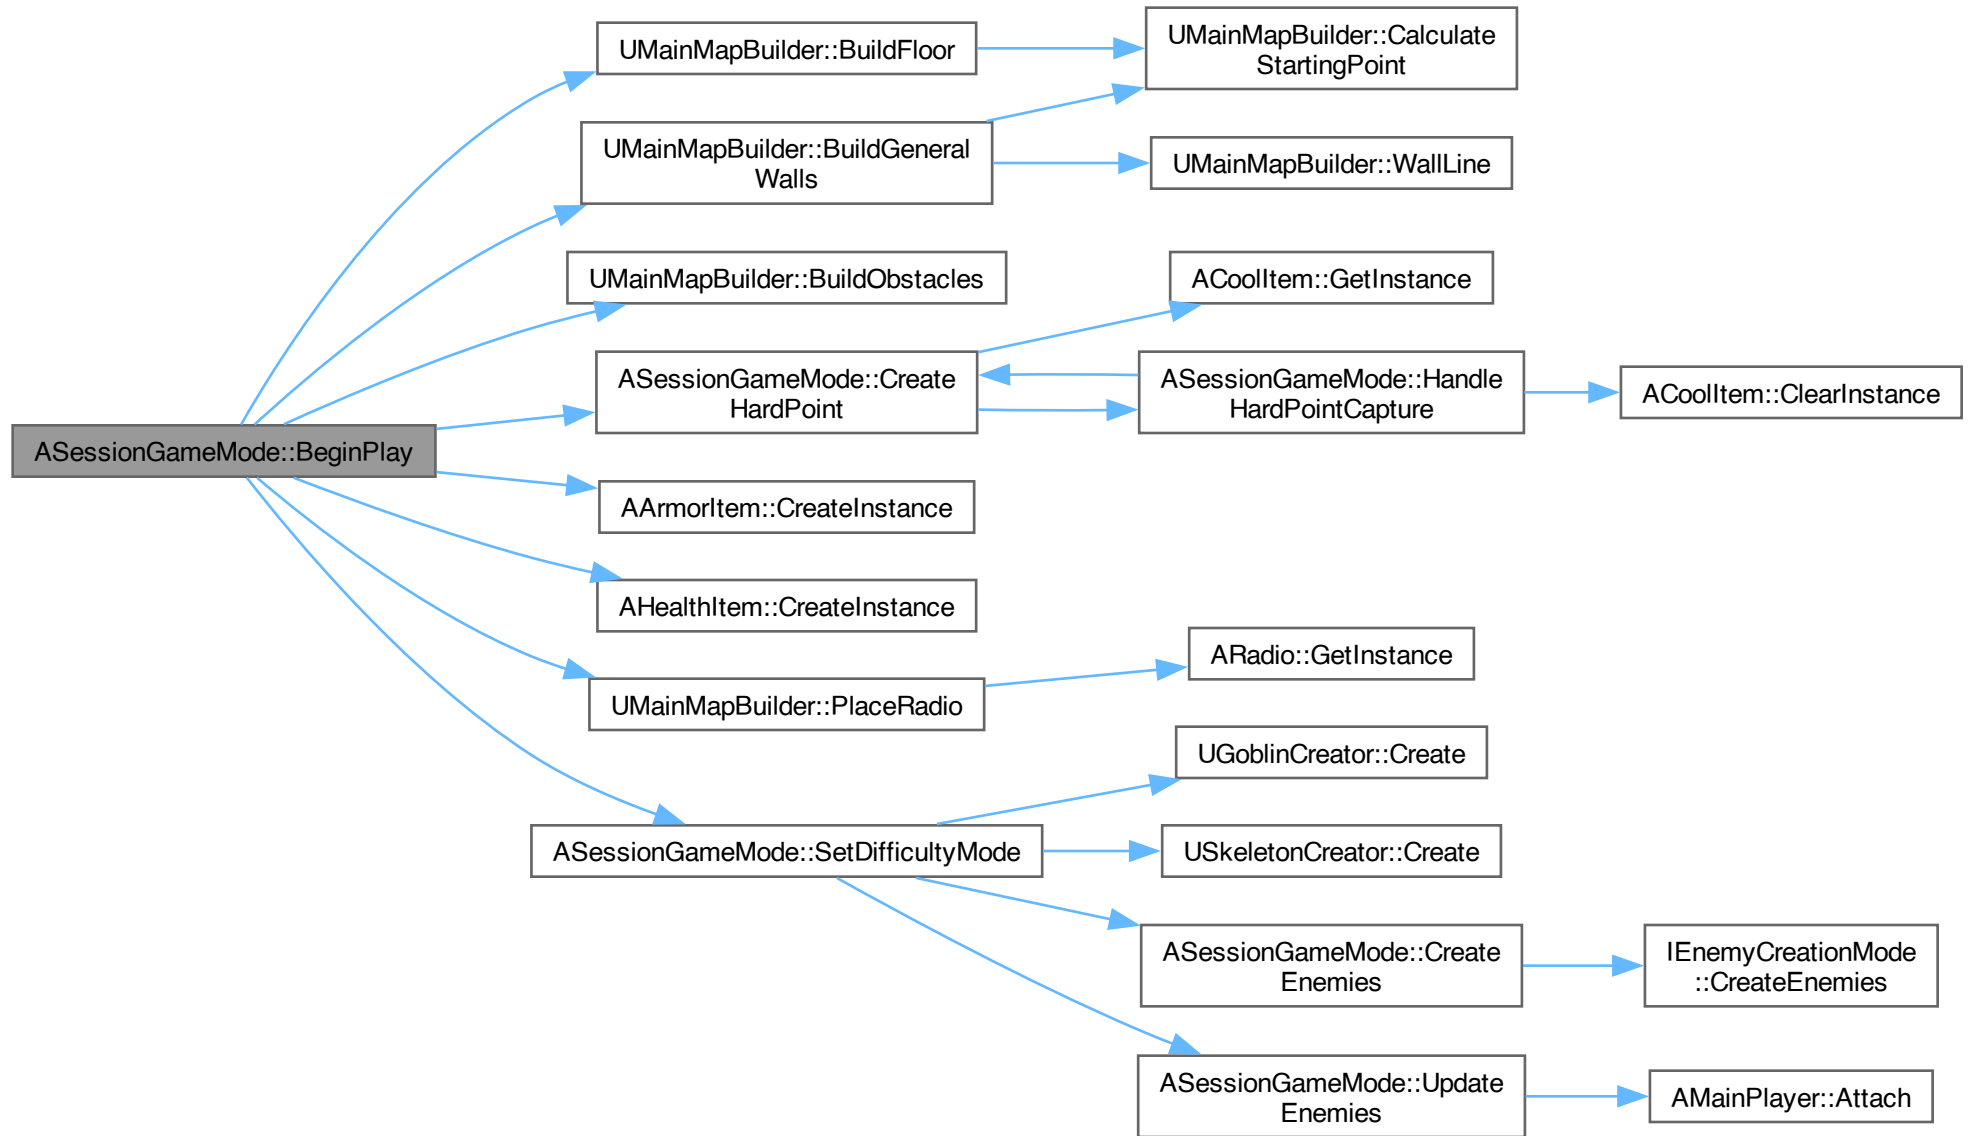 UMainMapBuilder::BuildFloor
UMainMapBuilder::Calculate
StartingPoint
UMainMapBuilder::BuildGeneral
Walls
UMainMapBuilder::WallLine
UMainMapBuilder::BuildObstacles
ACoolItem::GetInstance
ASessionGameMode::Create
HardPoint
ASessionGameMode::Handle
HardPointCapture
ACoolItem::ClearInstance
ASessionGameMode::BeginPlay
AArmorItem::CreateInstance
AHealthItem::CreateInstance
ARadio::GetInstance
UMainMapBuilder::PlaceRadio
UGoblinCreator::Create
ASessionGameMode::SetDifficultyMode
USkeletonCreator::Create
ASessionGameMode::Create
Enemies
IEnemyCreationMode
::CreateEnemies
ASessionGameMode::Update
Enemies
AMainPlayer::Attach